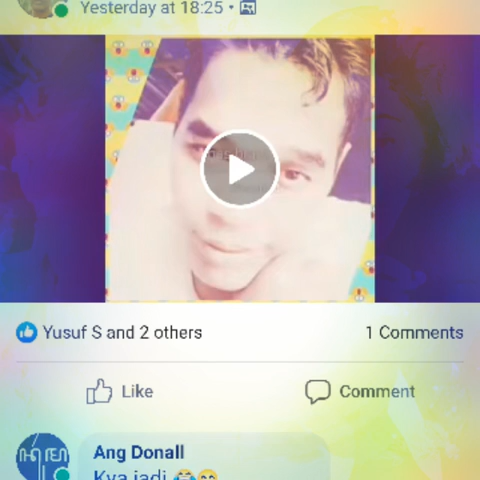 Yesterday at 18:25 •
Yusuf S and 2 others
1 Comments
Like
Comment
Ang Donall
Kya jadi 😂😁